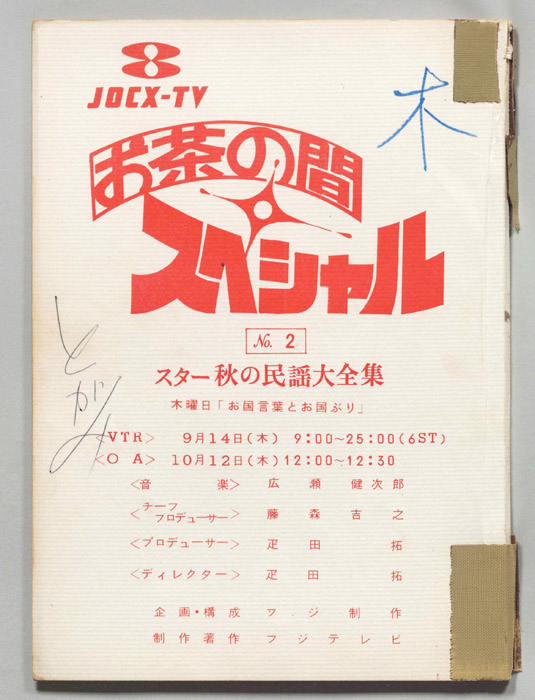 JOCX-TV
木
お茶の間
スペシャル
No. 2
スター秋の民謡大全集
木曜日「お国言葉とお国ぶり」
とがみ
<VTR> 9月14日(木) 9:00~25:00(6ST)
<O A> 10月12日(木) 12:00~12:30
<音 楽> 広瀬健次郎
<チーフプロデューサー> 藤森吉之
<プロデューサー> 疋田拓
<ディレクター> 疋田拓
企画・構成 フジ制作
制作著作 フジテレビ